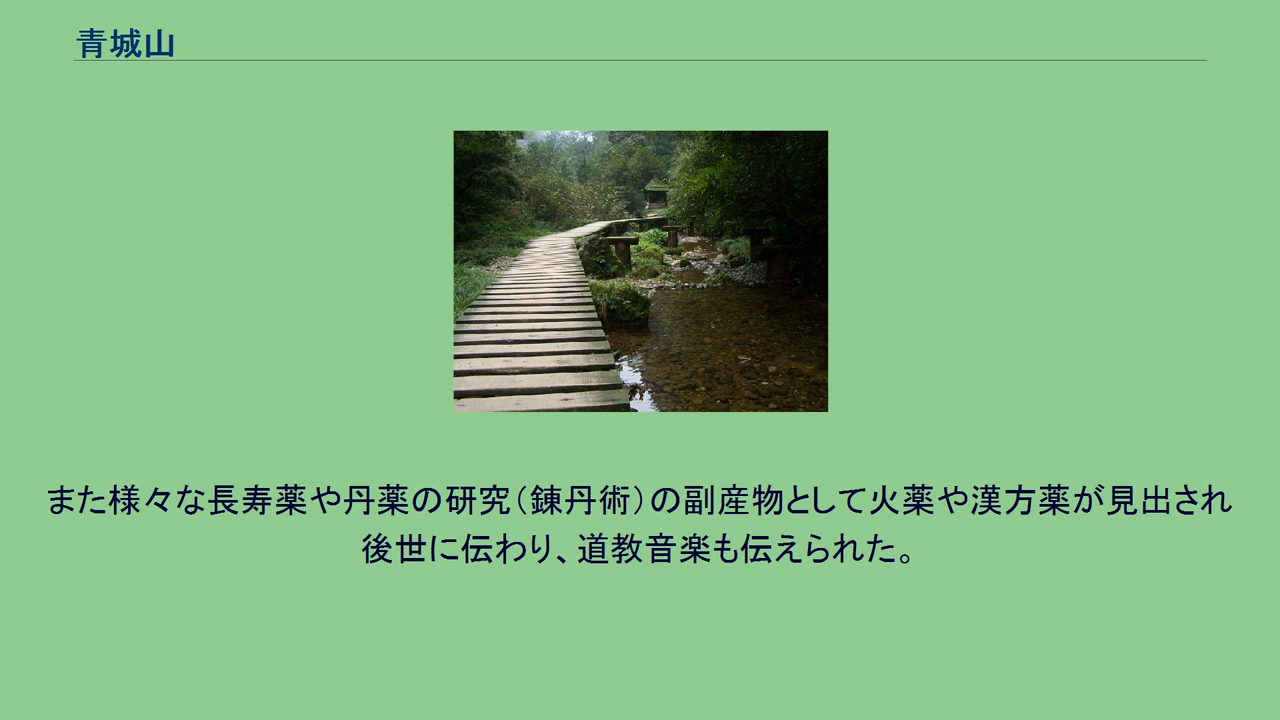 青城山
また様々な長寿薬や丹薬の研究（錬丹術）の副産物として火薬や漢方薬が見出され
後世に伝わり、道教音楽も伝えられた。